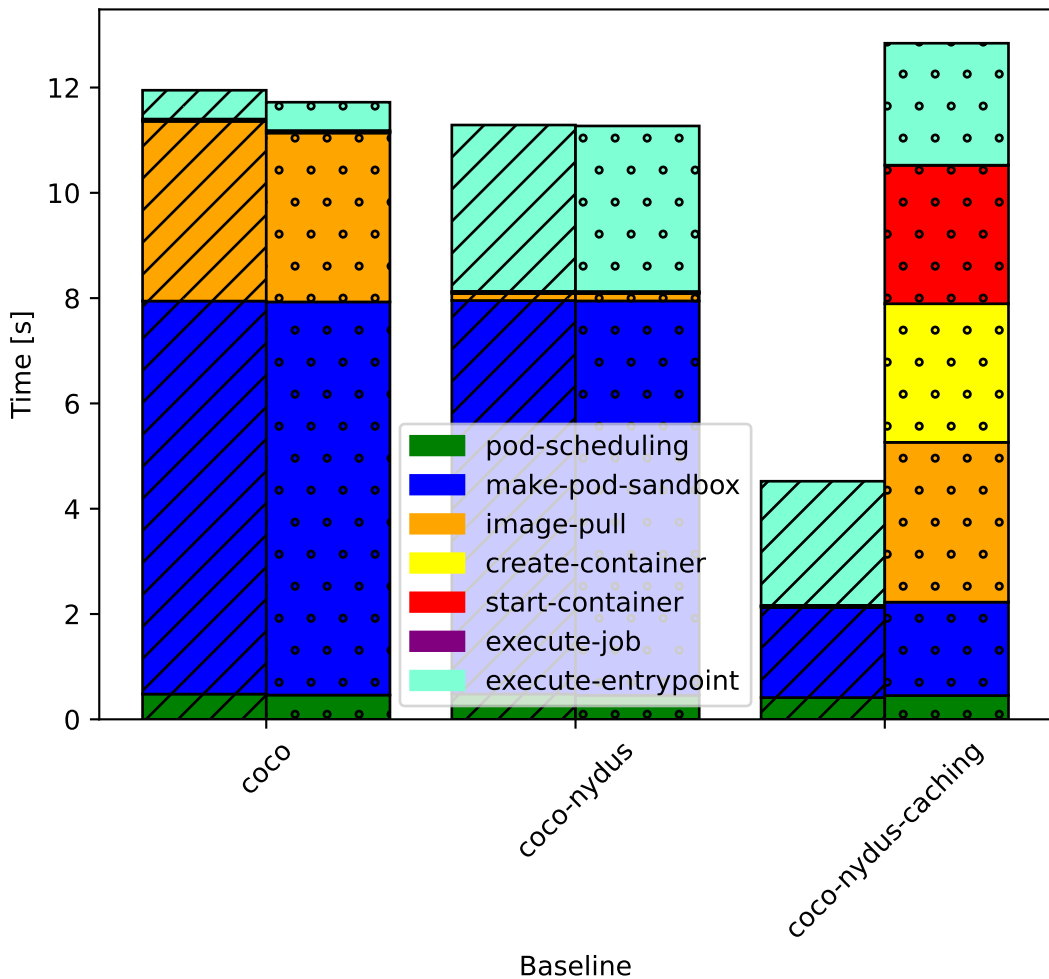 12
10
8
6
4
2
0
Time [s]
pod-scheduling
make-pod-sandbox
image-pull
create-container
start-container
execute-job
execute-entrypoint
coco
coco-nydus
coco-nydus-caching
Baseline